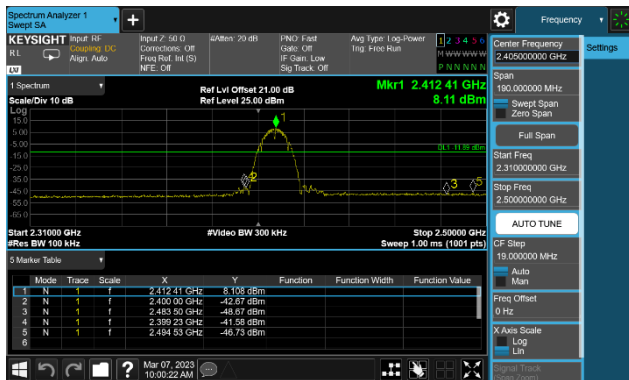 Spectrum Analyzer 1
Swept SA
Frequency
KEYSIGHT Input: RF
RL
Coupling: DC
Align: Auto
Input Z: 50 Ω
Corrections: Off
Freq Ref: Int (S)
NFE: Off
#Atten: 20 dB
PNO: Fast
Gate: Off
IF Gain: Low
Sig Track: Off
Avg Type: Log-Power
Trig: Free Run
1 2 3 4 5 6
M W W W W W
P N N N N N
LXI
1 Spectrum
Scale/Div 10 dB
Ref Lvl Offset 21.00 dB
Ref Level 25.00 dBm
Mkr1 2.412 41 GHz
8.11 dBm
Log
15.0
5.00
-5.00
-15.0
-25.0
-35.0
-45.0
-55.0
-65.0
1
DL1 -11.89 dBm
2
3
5
Start 2.31000 GHz
#Res BW 100 kHz
#Video BW 300 kHz
Stop 2.50000 GHz
Sweep 1.00 ms (1001 pts)
5 Marker Table
Mode Trace Scale X Y Function Function Width Function Value
1 N 1 f 2.412 41 GHz 8.108 dBm
2 N 1 f 2.400 00 GHz -42.67 dBm
3 N 1 f 2.483 50 GHz -48.67 dBm
4 N 1 f 2.399 23 GHz -41.58 dBm
5 N 1 f 2.494 53 GHz -46.73 dBm
6
?
Mar 07, 2023
10:00:22 AM
Center Frequency
2.405000000 GHz
Settings
Span
190.000000 MHz
Swept Span
Zero Span
Full Span
Start Freq
2.310000000 GHz
Stop Freq
2.500000000 GHz
AUTO TUNE
CF Step
19.000000 MHz
Auto
Man
Freq Offset
0 Hz
X Axis Scale
Log
Lin
Signal Track
(Span Zoom)